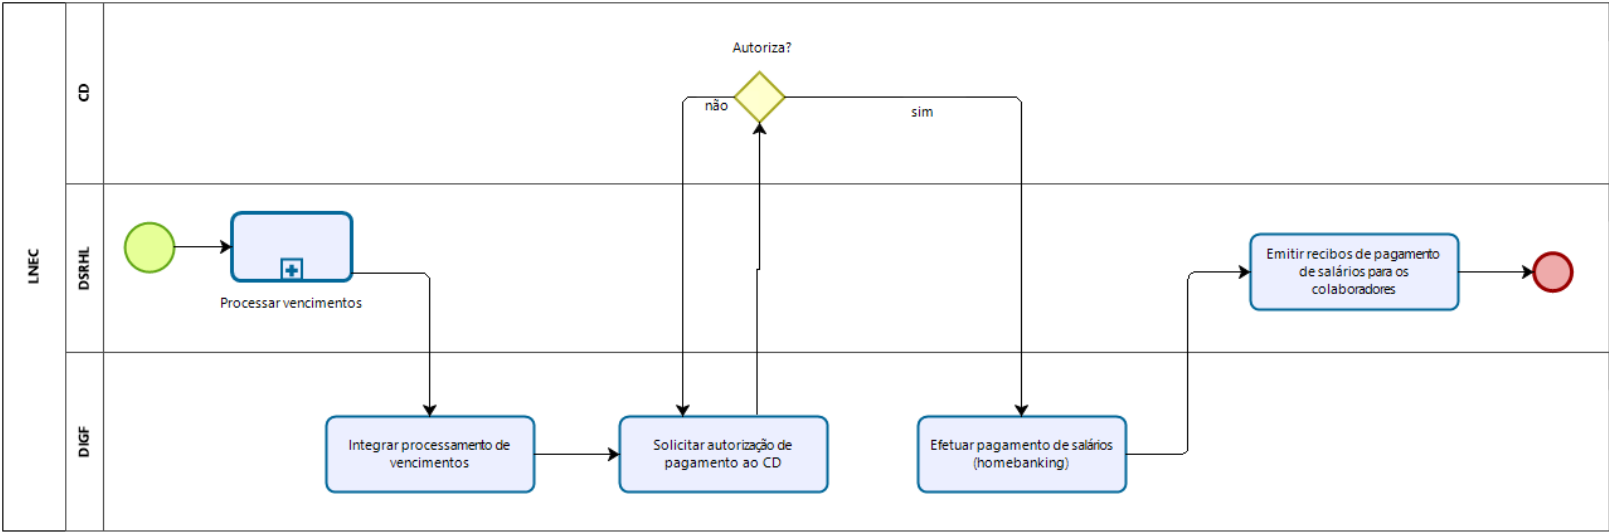 LNEC
CD
Autoriza?
não
sim
DSRHL
Processar vencimentos
Emitir recibos de pagamento
de salários para os
colaboradores
DIGF
Integrar processamento de
vencimentos
Solicitar autorização de
pagamento ao CD
Efetuar pagamento de salários
(homebanking)